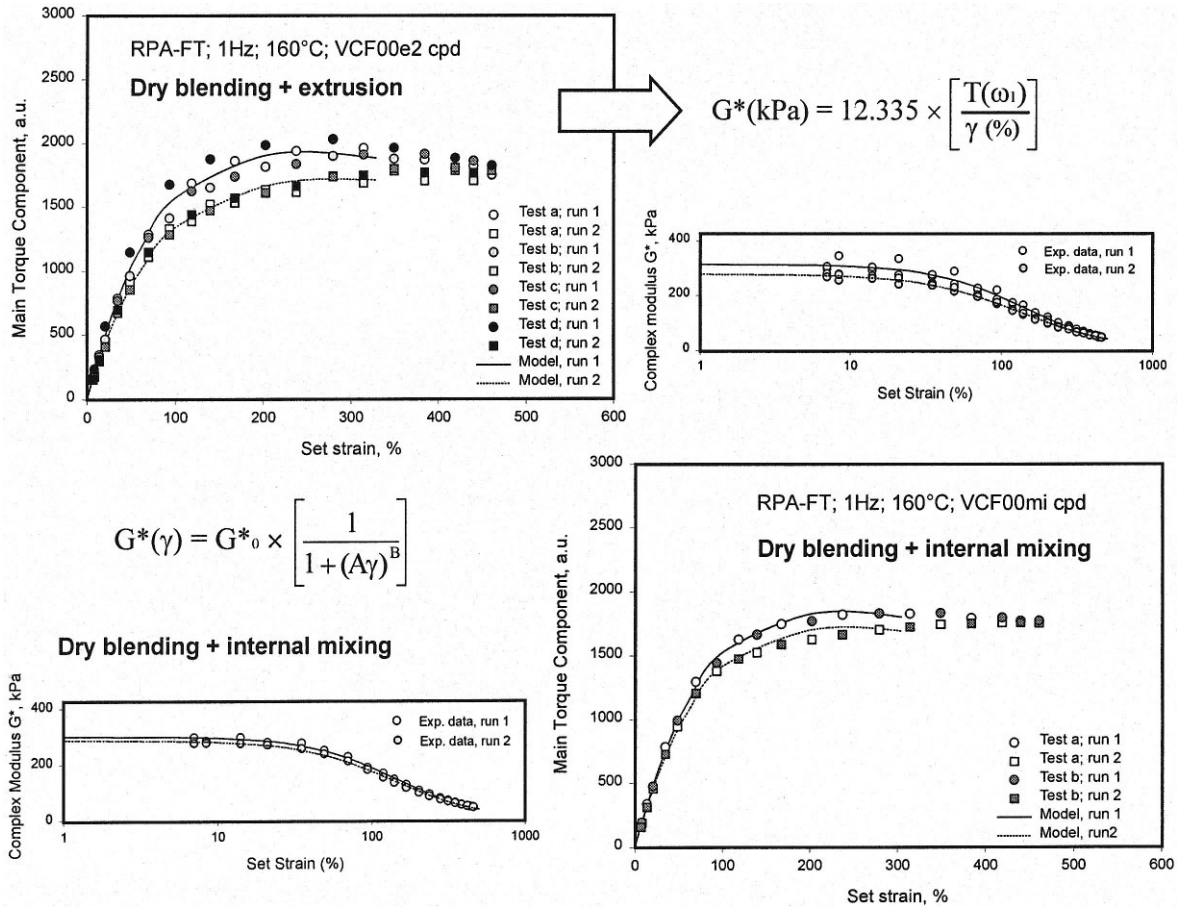 3000
2500
2000
1500
1000
500
0
Main Torque Component, a.u.
RPA-FT; 1Hz; 160°C; VCF00e2 cpd
Dry blending + extrusion
Test a; run 1
Test a; run 2
Test b; run 1
Test b; run 2
Test c; run 1
Test c; run 2
Test d; run 1
Test d; run 2
Model, run 1
Model, run 2
0 100 200 300 400 500 600
Set strain, %
G*(kPa) = 12.335 × [T(ω1) / γ (%)]
Complex modulus G*, kPa
400
200
0
Exp. data, run 1
Exp. data, run 2
1 10 100 1000
Set Strain (%)
G*(γ) = G*0 × [1 / 1 + (Aγ)^B]
Dry blending + internal mixing
Complex Modulus G*, kPa
400
200
0
Exp. data, run 1
Exp. data, run 2
1 10 100 1000
Set Strain (%)
3000
2500
2000
1500
1000
500
0
Main Torque Component, a.u.
RPA-FT; 1Hz; 160°C; VCF00mi cpd
Dry blending + internal mixing
Test a; run 1
Test a; run 2
Test b; run 1
Test b; run 2
Model, run 1
Model, run2
0 100 200 300 400 500 600
Set strain, %